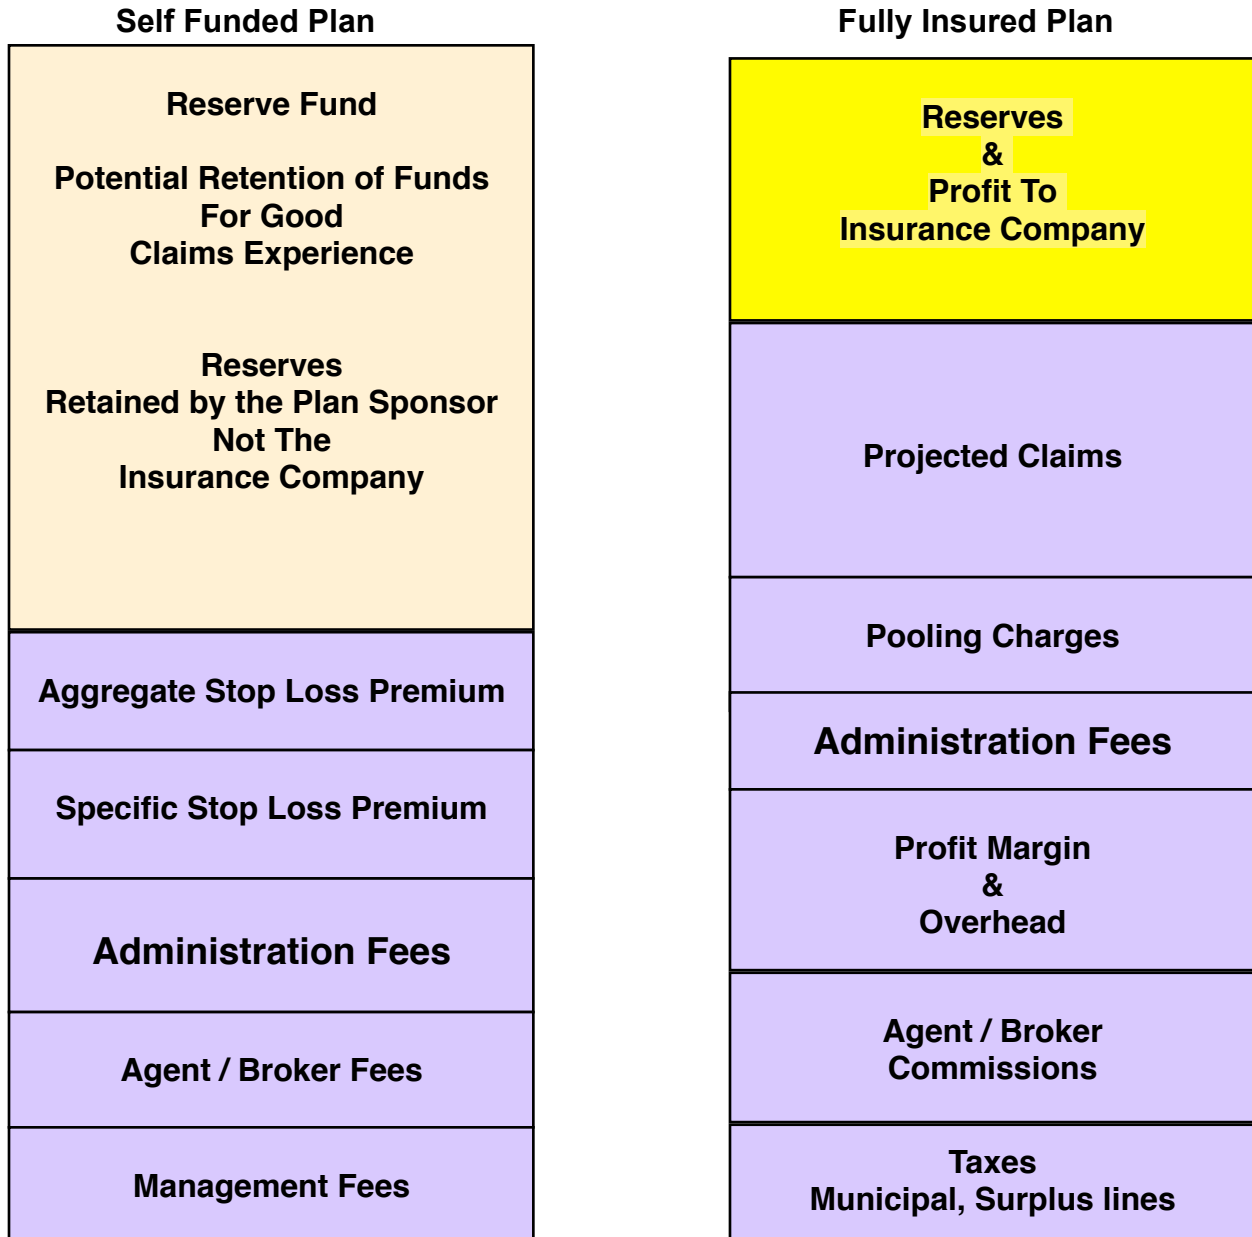 Self Funded Plan
Reserve Fund
Potential Retention of Funds
For Good
Claims Experience
Reserves
Retained by the Plan Sponsor
Not The
Insurance Company
Aggregate Stop Loss Premium
Specific Stop Loss Premium
Administration Fees
Agent / Broker Fees
Management Fees
Fully Insured Plan
Reserves
&
Profit To
Insurance Company
Projected Claims
Pooling Charges
Administration Fees
Profit Margin
&
Overhead
Agent / Broker
Commissions
Taxes
Municipal, Surplus lines